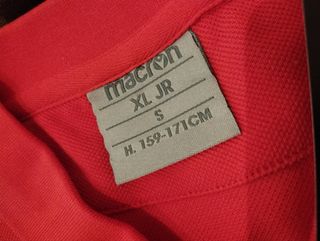 macron
XL JR
S
H. 159-171CM